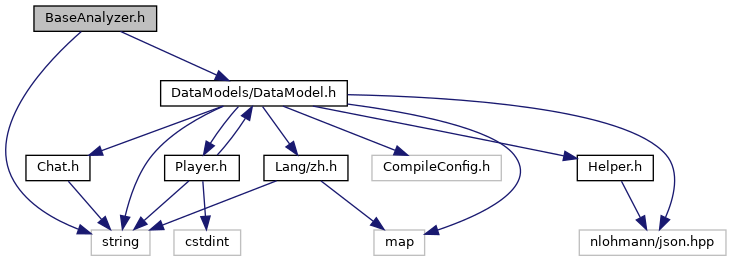 BaseAnalyzer.h
DataModels/DataModel.h
Chat.h
Player.h
Lang/zh.h
CompileConfig.h
Helper.h
string
cstdint
map
nlohmann/json.hpp